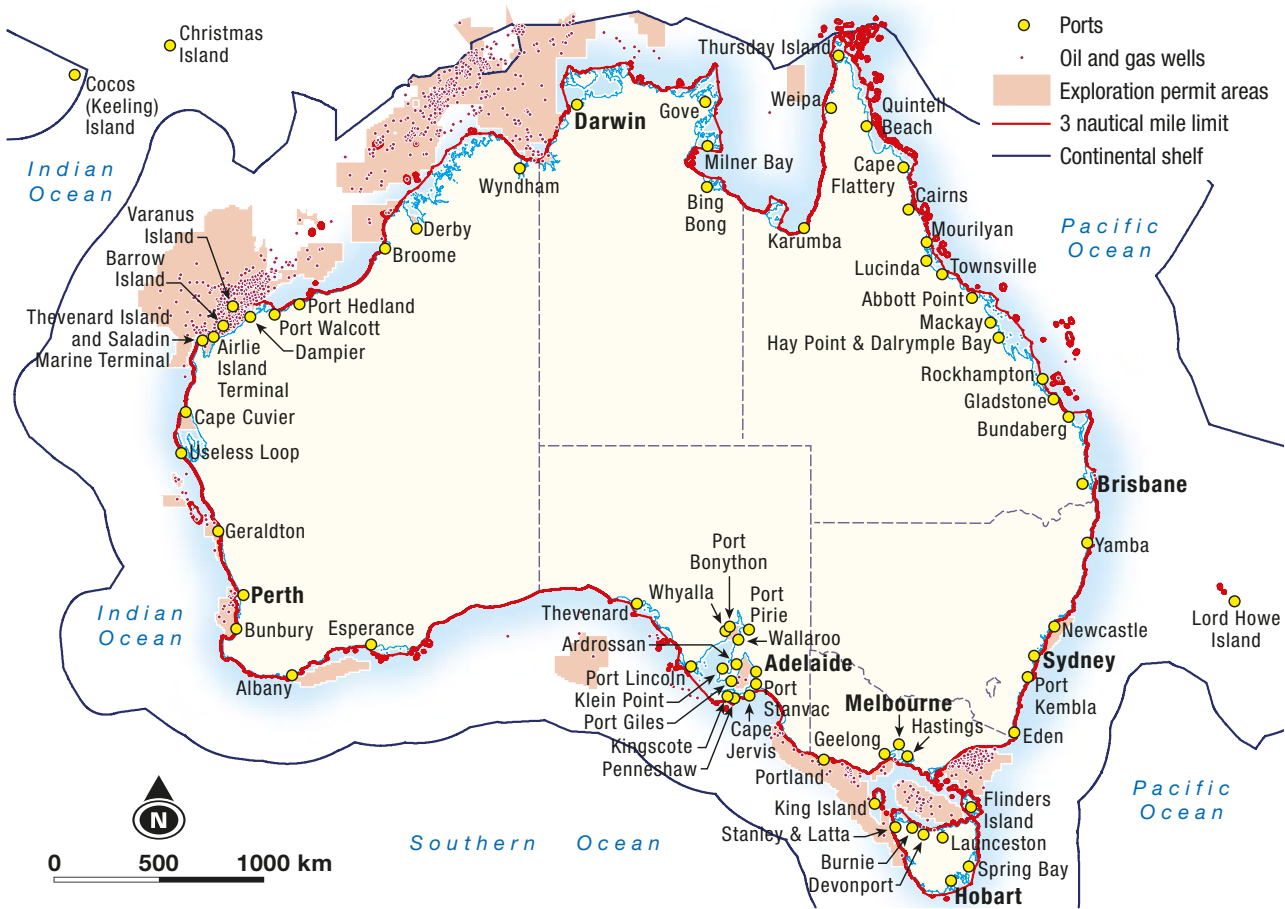 Christmas
Island
Cocos
(Keeling)
Island
Indian
Ocean
Thursday Island
Weipa
Gove
Darwin
Quintell
Beach
Milner Bay
Wyndham
Cape
Flattery
Bing
Bong
Cairns
Varanus
Island
Derby
Karumba
Mourilyan
Broome
Barrow
Island
Lucinda
Townsville
Port Hedland
Abbott Point
Thevenard Island
and Saladin
Marine Terminal
Port Walcott
Mackay
Airlie
Island
Terminal
Dampier
Hay Point & Dalrymple Bay
Rockhampton
Gladstone
Cape Cuvier
Bundaberg
Useless Loop
Brisbane
Geraldton
Yamba
Port
Bonython
Perth
Whyalla
Port
Pirie
Thevenard
Indian
Ocean
Lord Howe
Island
Bunbury
Esperance
Newcastle
Ardrossan
Wallaroo
Adelaide
Sydney
Albany
Port Lincoln
Klein Point
Port
Stanvac
Port
Kembla
Port Giles
Melbourne
Cape
Jervis
Kingscote
Geelong
Hastings
Eden
Penneshaw
Portland
King Island
Flinders
Island
Stanley & Latta
Launceston
Burnie
Devonport
Spring Bay
Hobart
Southern Ocean
Pacific
Ocean
Pacific
Ocean
Ports
Oil and gas wells
Exploration permit areas
3 nautical mile limit
Continental shelf
N
0 500 1000 km